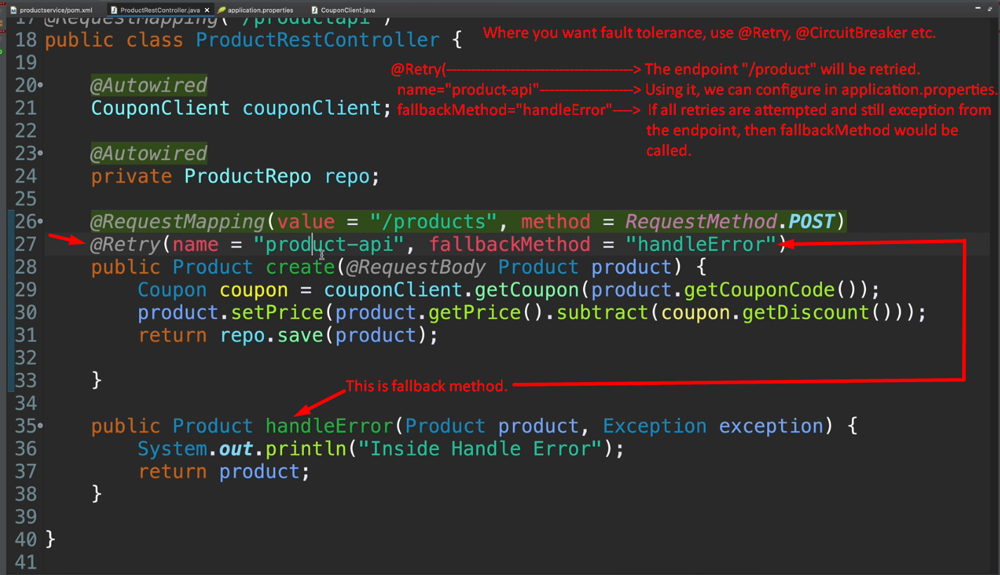 productservice/pom.xml ProductRestController.java application.properties CouponClient.java
17 @RequestMapping("/productapi")
18 public class ProductRestController {
Where you want fault tolerance, use @Retry, @CircuitBreaker etc.
19
@Retry(--------------------------------------> The endpoint "/product" will be retried.
20 @Autowired
name="product-api"-------------------> Using it, we can configure in application.properties.
21 CouponClient couponClient;
fallbackMethod="handleError"----> If all retries are attempted and still exception from
the endpoint, then fallbackMethod would be
called.
22
23 @Autowired
24 private ProductRepo repo;
25
26 @RequestMapping(value = "/products", method = RequestMethod.POST)
27 @Retry(name = "product-api", fallbackMethod = "handleError")
28 public Product create(@RequestBody Product product) {
29 Coupon coupon = couponClient.getCoupon(product.getCouponCode());
30 product.setPrice(product.getPrice().subtract(coupon.getDiscount()));
31 return repo.save(product);
32
33 }
This is fallback method.
34
35 public Product handleError(Product product, Exception exception) {
36 System.out.println("Inside Handle Error");
37 return product;
38 }
39
40 }
41